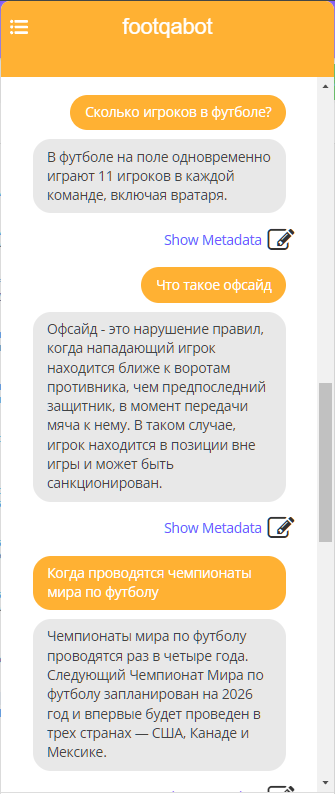 footqabot
Сколько игроков в футболе?
В футболе на поле одновременно
играют 11 игроков в каждой
команде, включая вратаря.
Show Metadata
Что такое офсайд
Офсайд - это нарушение правил,
когда нападающий игрок
находится ближе к воротам
противника, чем предпоследний
защитник, в момент передачи
мяча к нему. В таком случае,
игрок находится в позиции вне
игры и может быть
санкционирован.
Show Metadata
Когда проводятся чемпионаты
мира по футболу
Чемпионаты мира по футболу
проводятся раз в четыре года.
Следующий Чемпионат Мира по
футболу запланирован на 2026
год и впервые будет проведен в
трех странах — США, Канаде и
Мексике.